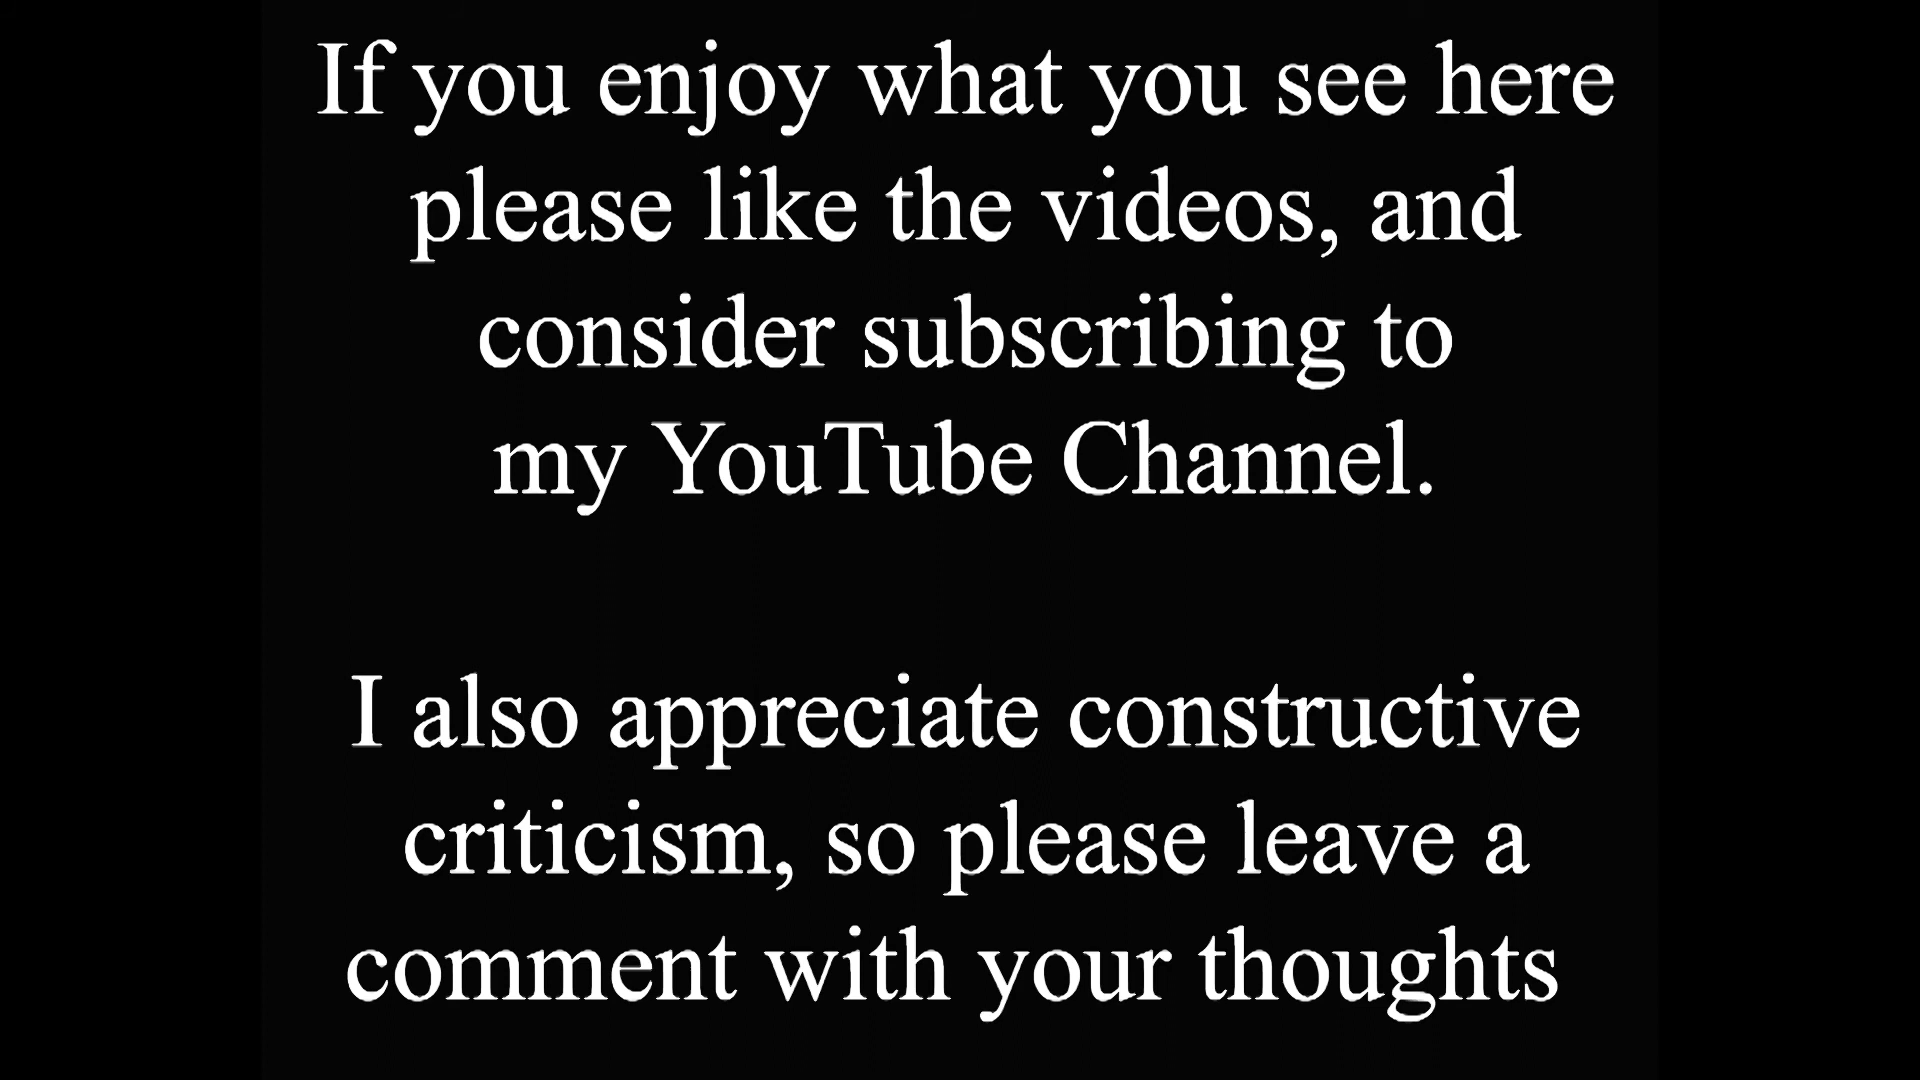 If you enjoy what you see here
please like the videos, and
consider subscribing to
my YouTube Channel.
I also appreciate constructive
criticism, so please leave a
comment with your thoughts